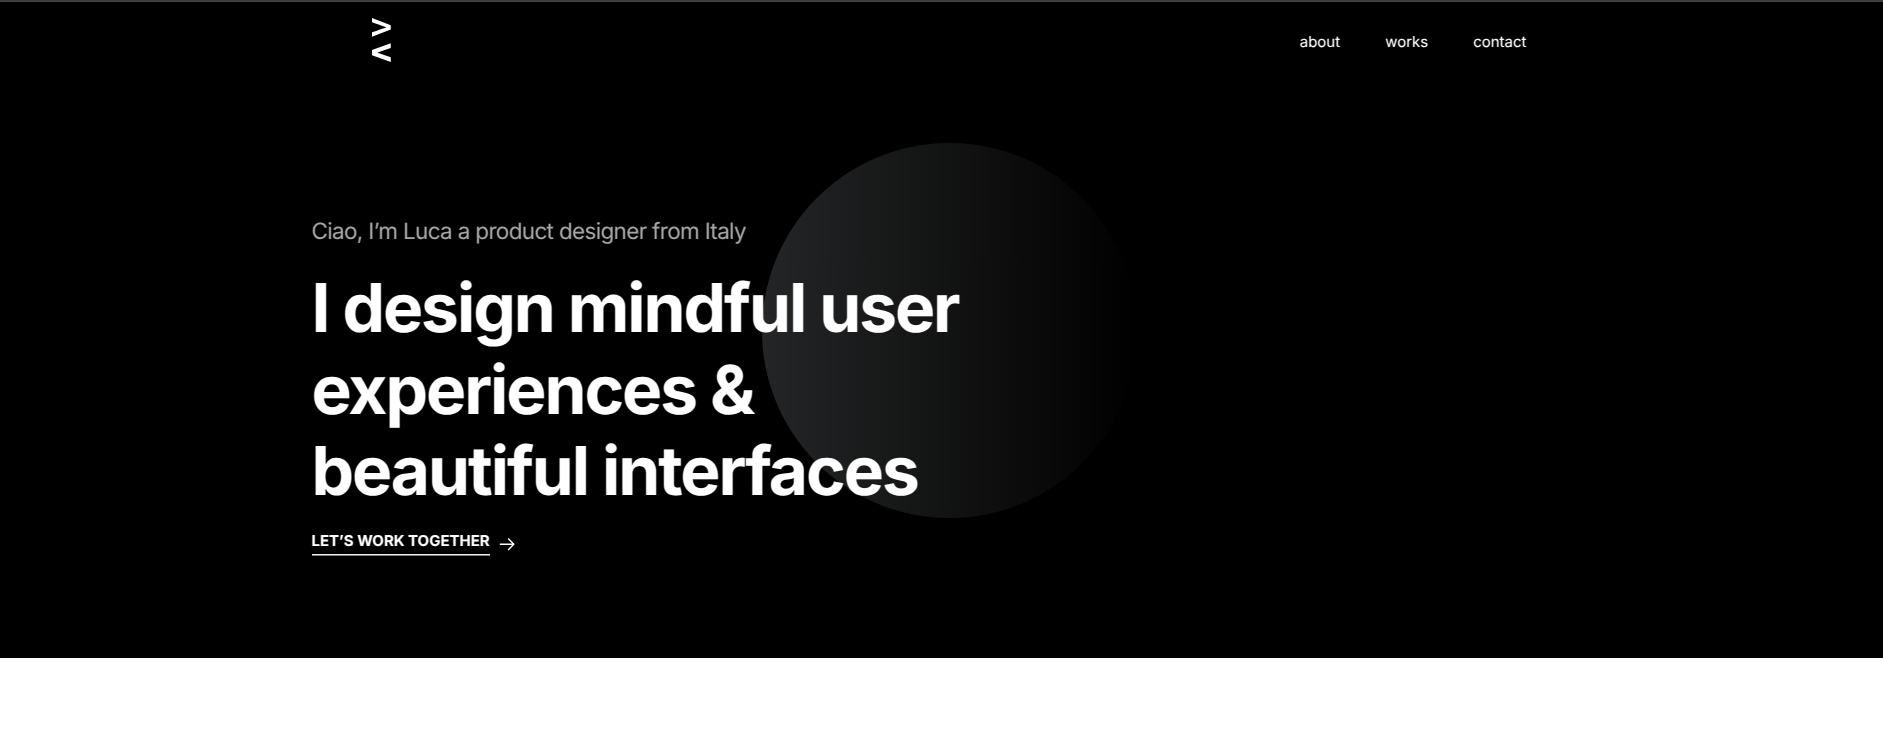 about works contact
Ciao, I’m Luca a product designer from Italy
I design mindful user
experiences &
beautiful interfaces
LET’S WORK TOGETHER →